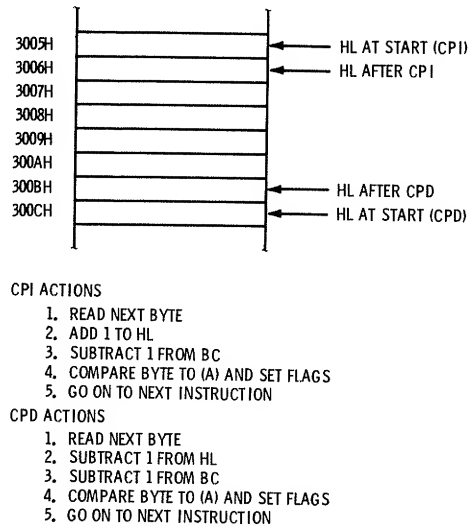 3005H HL AT START (CPI)
3006H HL AFTER CPI
3007H
3008H
3009H
300AH
300BH HL AFTER CPD
300CH HL AT START (CPD)
CPI ACTIONS
1. READ NEXT BYTE
2. ADD 1 TO HL
3. SUBTRACT 1 FROM BC
4. COMPARE BYTE TO (A) AND SET FLAGS
5. GO ON TO NEXT INSTRUCTION
CPD ACTIONS
1. READ NEXT BYTE
2. SUBTRACT 1 FROM HL
3. SUBTRACT 1 FROM BC
4. COMPARE BYTE TO (A) AND SET FLAGS
5. GO ON TO NEXT INSTRUCTION